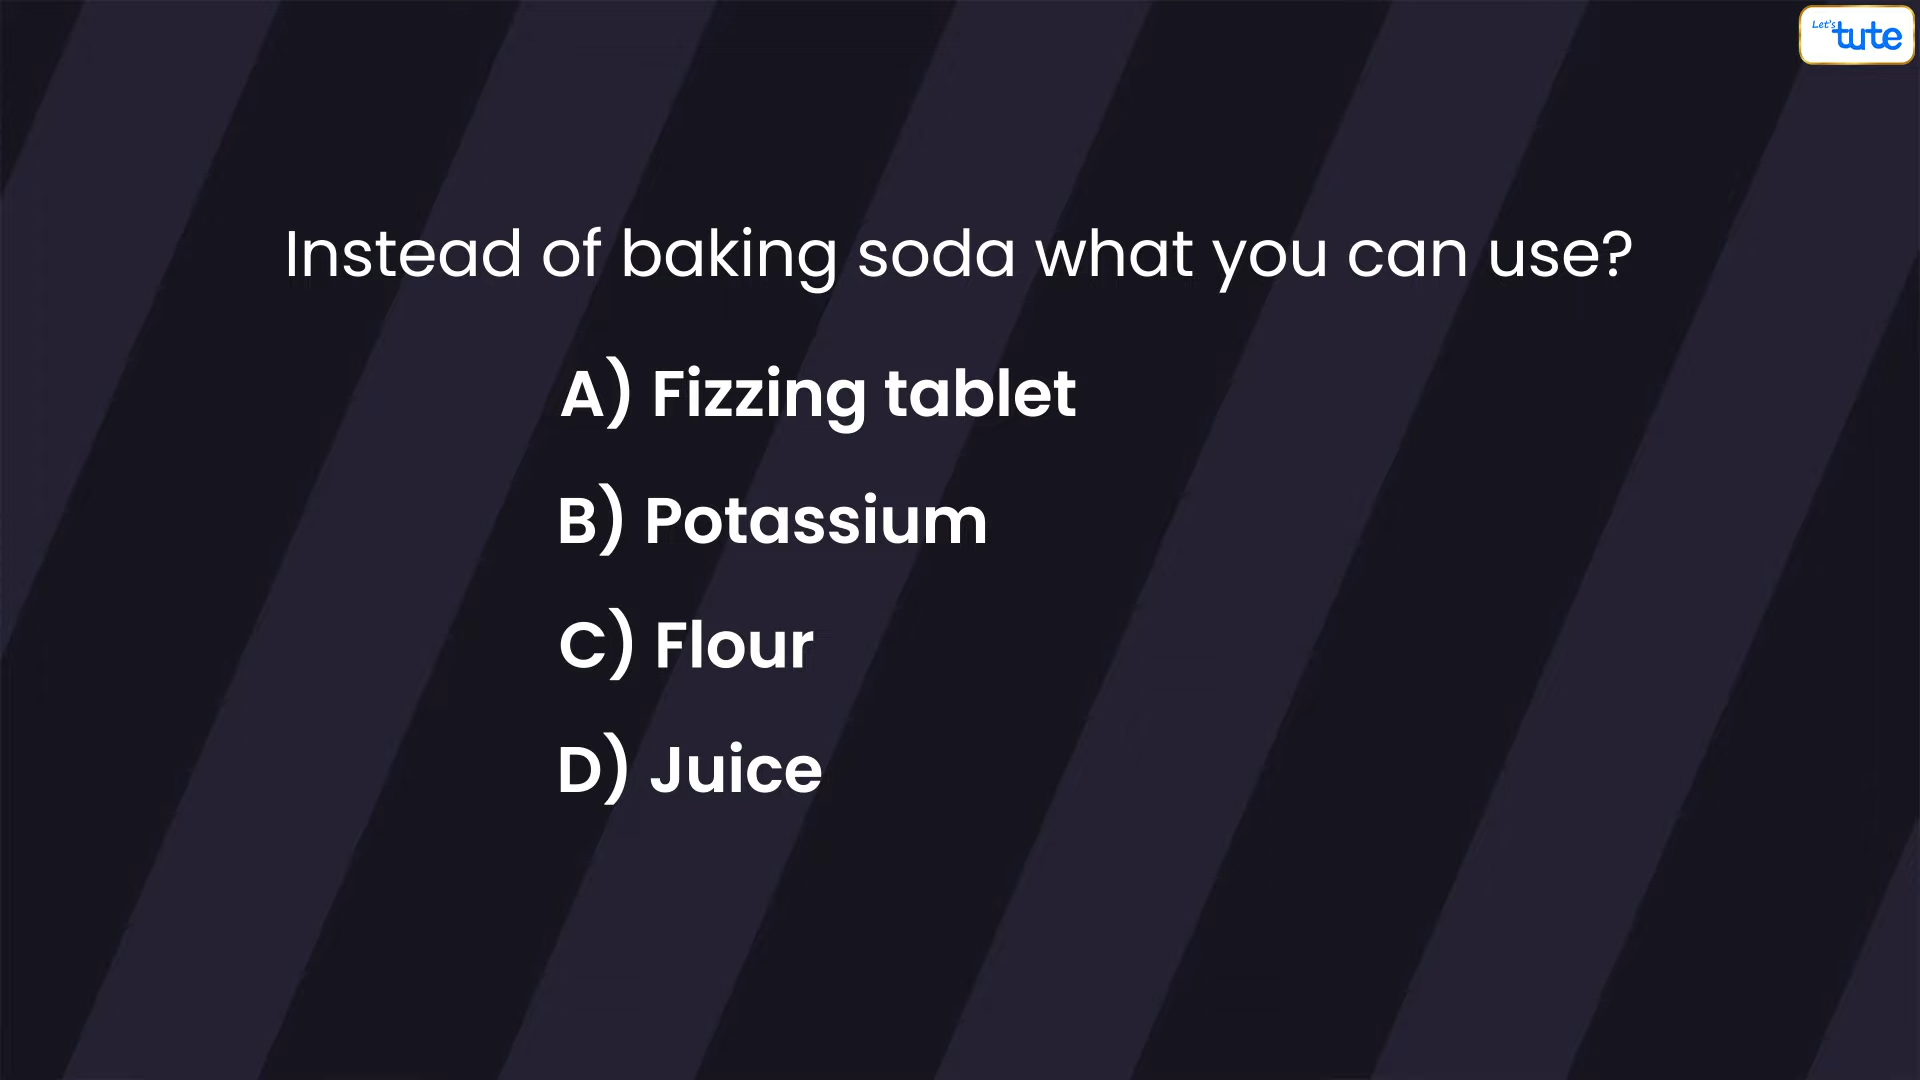 Let's tute
Instead of baking soda what you can use?
A) Fizzing tablet
B) Potassium
C) Flour
D) Juice